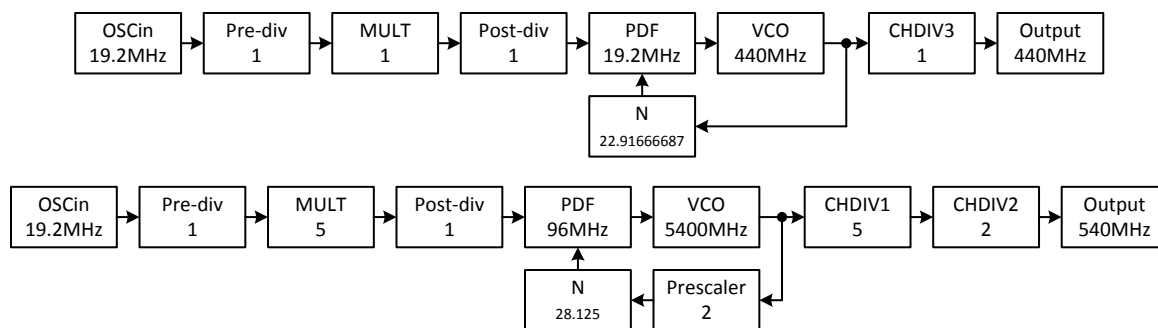 OSCin
19.2MHz
Pre-div
1
MULT
1
Post-div
1
PDF
19.2MHz
VCO
440MHz
CHDIV3
1
Output
440MHz
N
22.91666687
OSCin
19.2MHz
Pre-div
1
MULT
5
Post-div
1
PDF
96MHz
VCO
5400MHz
CHDIV1
5
CHDIV2
2
Output
540MHz
N
28.125
Prescaler
2